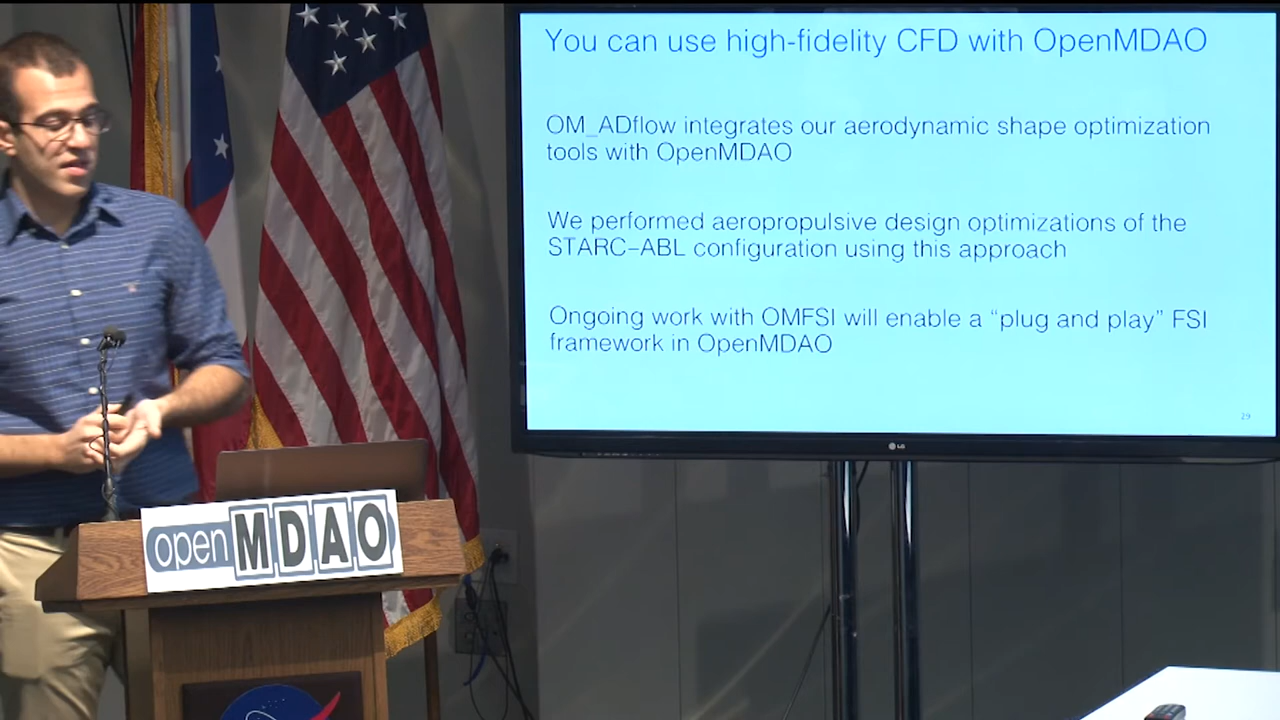 You can use high-fidelity CFD with OpenMDAO
OM_ADflow integrates our aerodynamic shape optimization
tools with OpenMDAO
We performed aeropropulsive design optimizations of the
STARC-ABL configuration using this approach
Ongoing work with OMFSI will enable a “plug and play” FSI
framework in OpenMDAO
29
LG
openMDAO